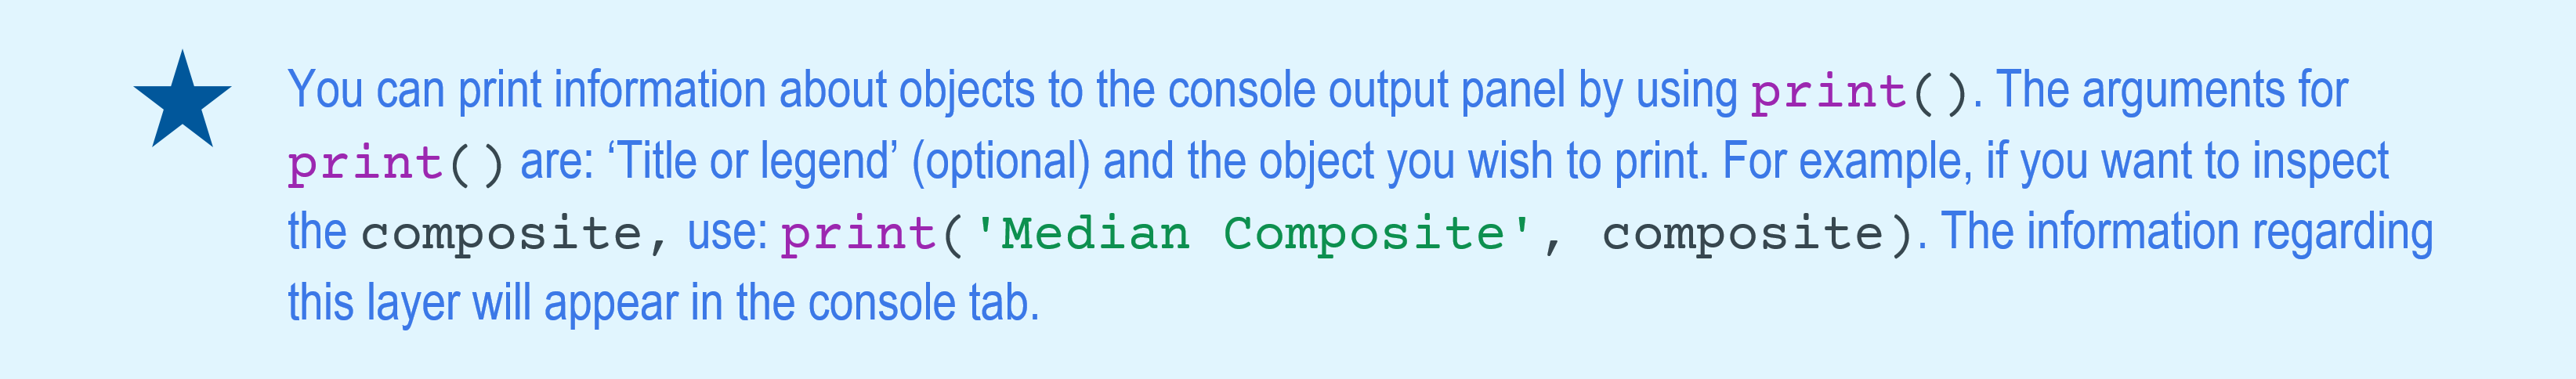 You can print information about objects to the console output panel by using print(). The arguments for
print() are: ‘Title or legend’ (optional) and the object you wish to print. For example, if you want to inspect
the composite, use: print('Median Composite', composite). The information regarding
this layer will appear in the console tab.